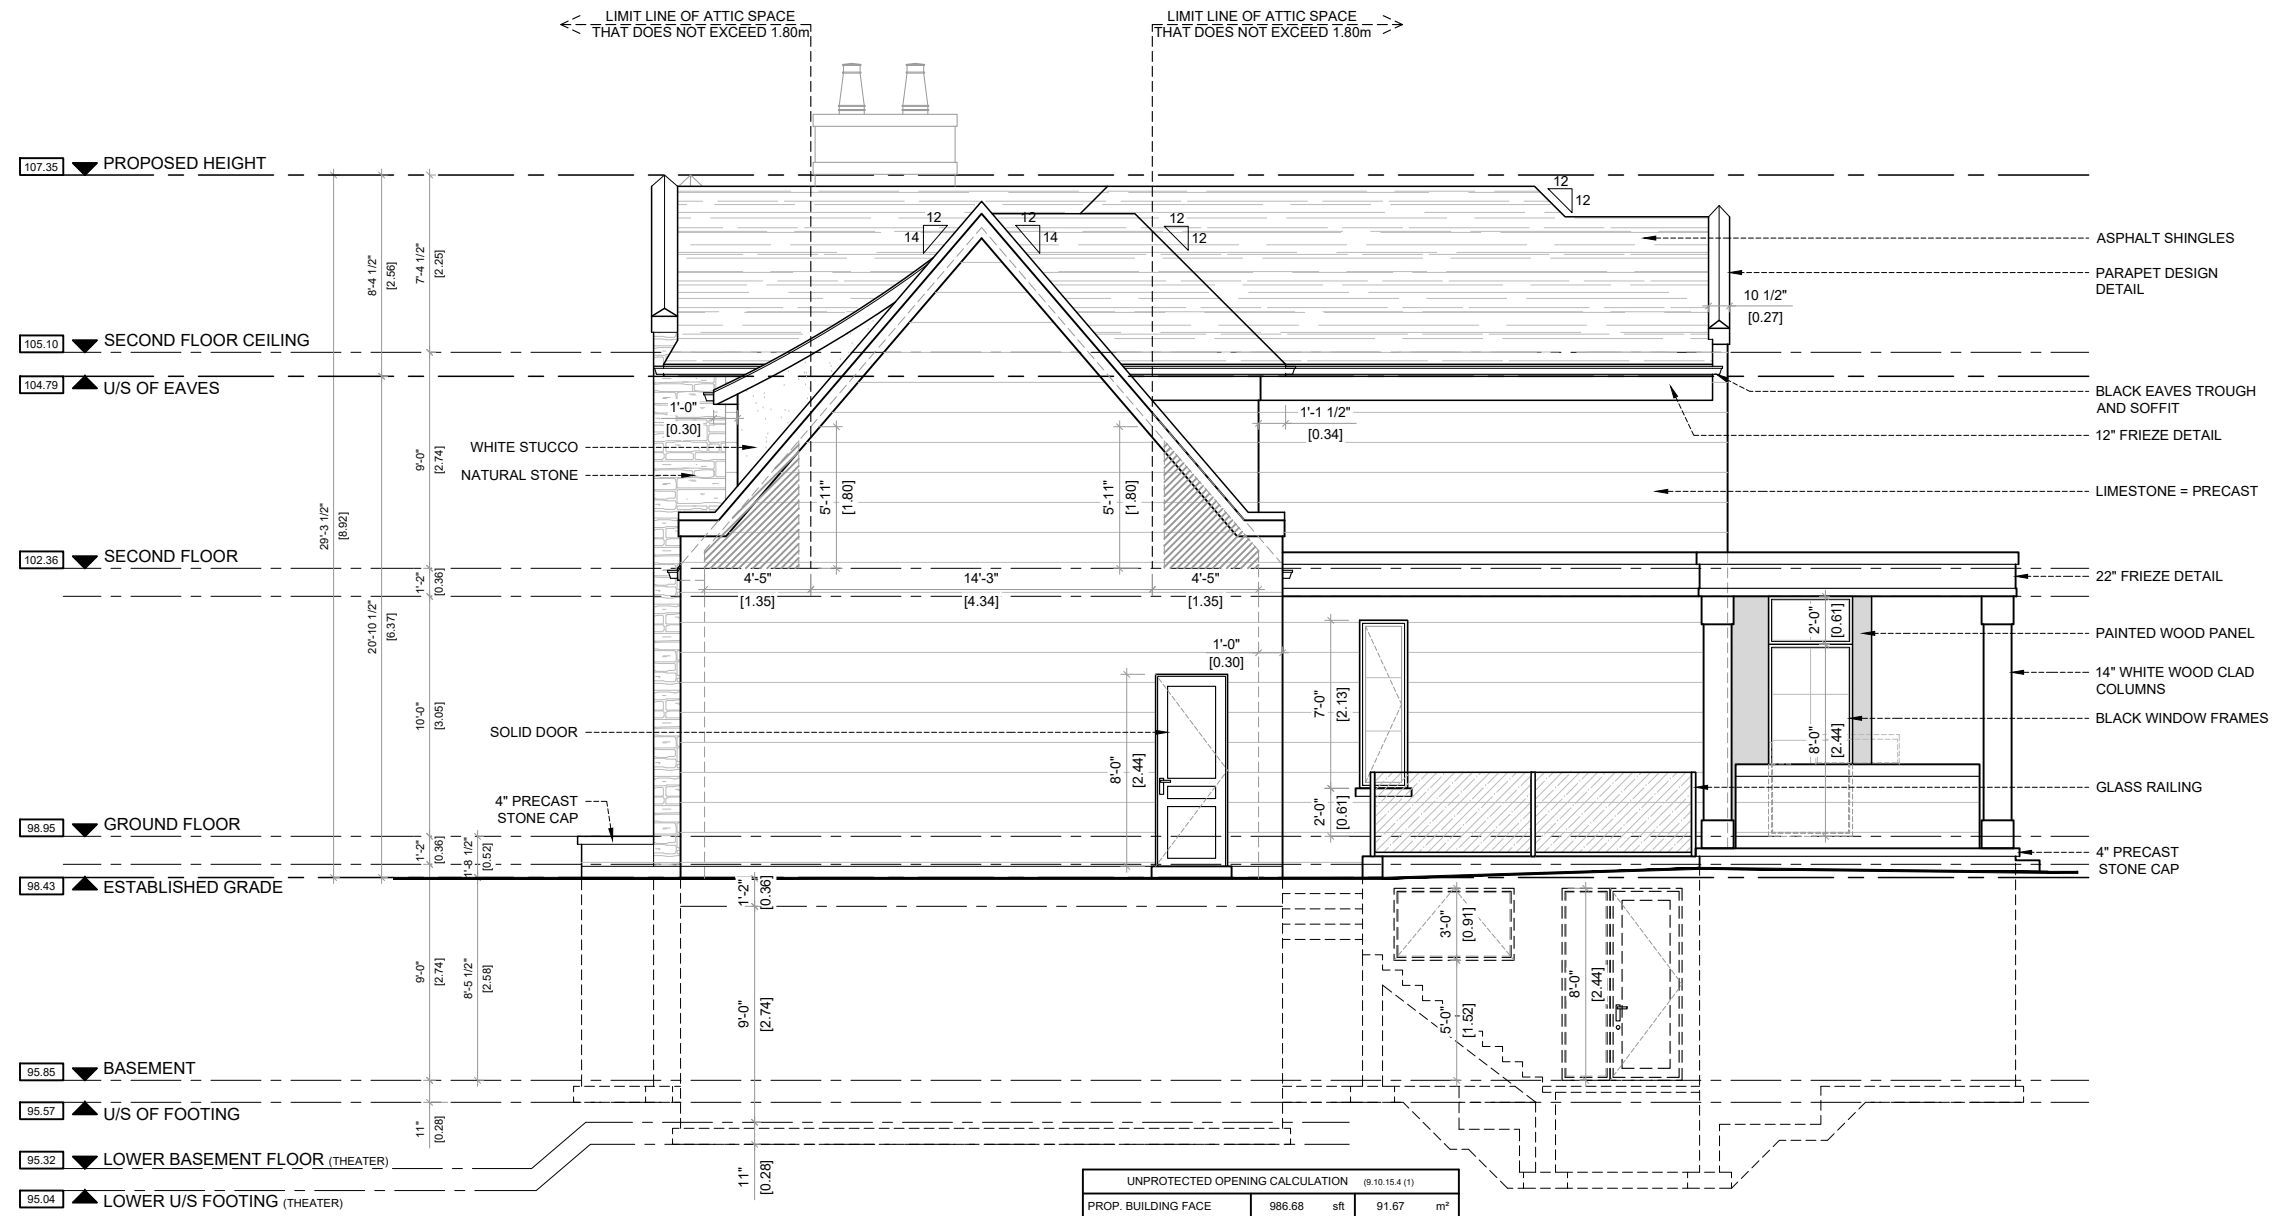 LIMIT LINE OF ATTIC SPACE
THAT DOES NOT EXCEED 1.80m
LIMIT LINE OF ATTIC SPACE
THAT DOES NOT EXCEED 1.80m
107.35 PROPOSED HEIGHT
105.10 SECOND FLOOR CEILING
104.79 U/S OF EAVES
102.36 SECOND FLOOR
98.95 GROUND FLOOR
98.43 ESTABLISHED GRADE
95.85 BASEMENT
95.57 U/S OF FOOTING
95.32 LOWER BASEMENT FLOOR (THEATER)
95.04 LOWER U/S FOOTING (THEATER)
29'-3 1/2"
[8.92]
8'-4 1/2"
[2.56]
20'-10 1/2"
[6.37]
7'-4 1/2"
[2.25]
9'-0"
[2.74]
1'-2"
[0.36]
10'-0"
[3.05]
1'-2"
[0.36]
1'-8 1/2"
[0.52]
9'-0"
[2.74]
8'-5 1/2"
[2.58]
11"
[0.28]
WHITE STUCCO
NATURAL STONE
SOLID DOOR
4" PRECAST
STONE CAP
12
14
12
14
12
12
12
12
1'-0"
[0.30]
5'-11"
[1.80]
5'-11"
[1.80]
1'-1 1/2"
[0.34]
10 1/2"
[0.27]
4'-5"
[1.35]
14'-3"
[4.34]
4'-5"
[1.35]
1'-0"
[0.30]
8'-0"
[2.44]
7'-0"
[2.13]
2'-0"
[0.61]
2'-0"
[0.61]
8'-0"
[2.44]
1'-2"
[0.36]
9'-0"
[2.74]
11"
[0.28]
3'-0"
[0.91]
5'-0"
[1.52]
8'-0"
[2.44]
ASPHALT SHINGLES
PARAPET DESIGN
DETAIL
BLACK EAVES TROUGH
AND SOFFIT
12" FRIEZE DETAIL
LIMESTONE = PRECAST
22" FRIEZE DETAIL
PAINTED WOOD PANEL
14" WHITE WOOD CLAD
COLUMNS
BLACK WINDOW FRAMES
GLASS RAILING
4" PRECAST
STONE CAP
UNPROTECTED OPENING CALCULATION (9.10.15.4 (1)
PROP. BUILDING FACE 986.68 sft 91.67 m²